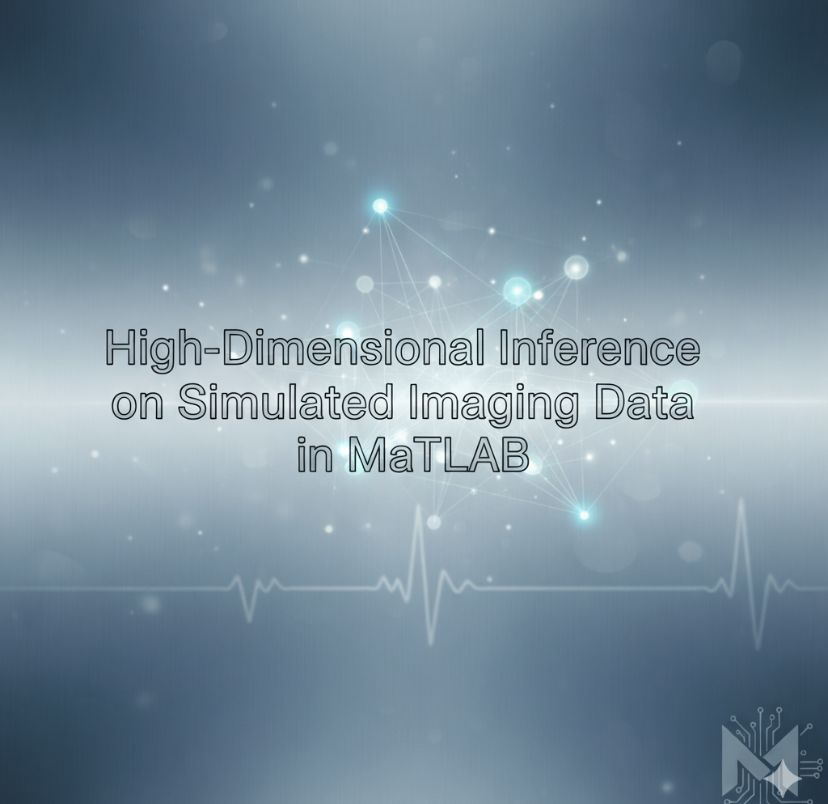 High-Dimensional Inference
on Simulated Imaging Data
in MaTLAB